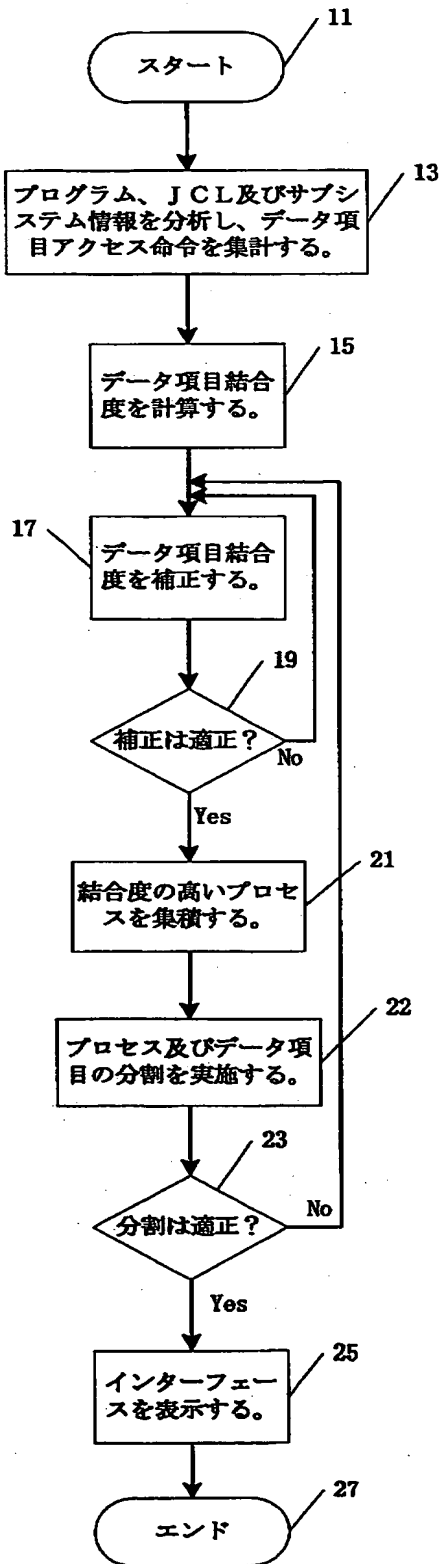 11
スタート
13
プログラム、JCL及びサブシ
ステム情報を分析し、データ項
目アクセス命令を集計する。
15
データ項目結合
度を計算する。
17
データ項目結合
度を補正する。
19
補正は適正?
No
Yes
21
結合度の高いプロセ
スを集積する。
22
プロセス及びデータ項
目の分割を実施する。
23
分割は適正?
No
Yes
25
インターフェー
スを表示する。
27
エンド